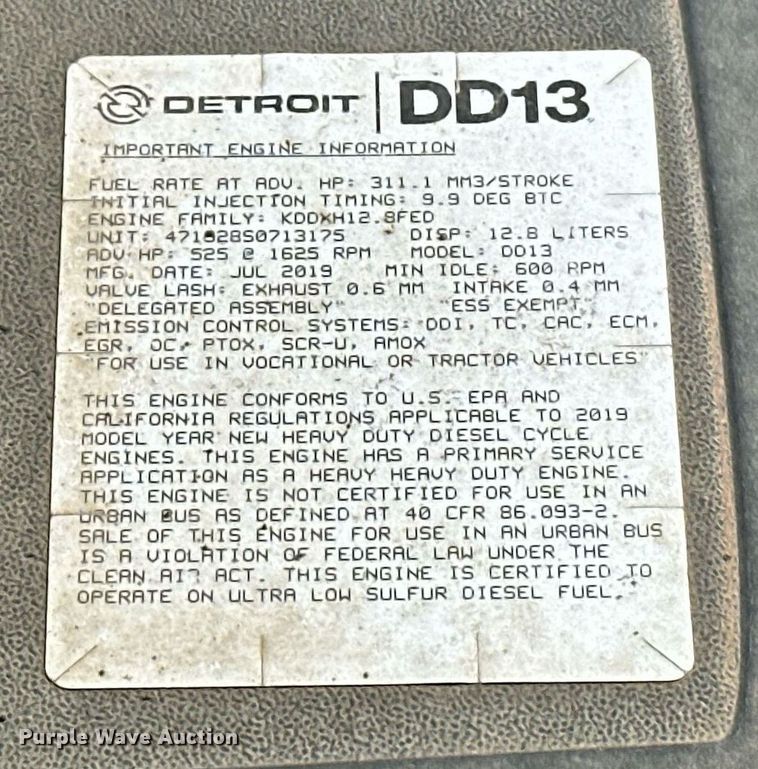 DETROIT | DD13
IMPORTANT ENGINE INFORMATION
FUEL RATE AT ADV. HP: 311.1 MM3/STROKE
INITIAL INJECTION TIMING: 9.9 DEG BTC
ENGINE FAMILY: KDDXH12.8FED
UNIT: 471928S0713175 DISP: 12.8 LITERS
ADV HP: 525 @ 1625 RPM MODEL: DD13
MFG. DATE: JUL 2019 MIN IDLE: 600 RPM
VALVE LASH: EXHAUST 0.6 MM INTAKE 0.4 MM
"DELEGATED ASSEMBLY" "ESS EXEMPT"
EMISSION CONTROL SYSTEMS: DDI, TC, CAC, ECM,
EGR, OC, PTOX, SCR-U, AMOX
"FOR USE IN VOCATIONAL OR TRACTOR VEHICLES"
THIS ENGINE CONFORMS TO U.S. EPA AND
CALIFORNIA REGULATIONS APPLICABLE TO 2019
MODEL YEAR NEW HEAVY DUTY DIESEL CYCLE
ENGINES. THIS ENGINE HAS A PRIMARY SERVICE
APPLICATION AS A HEAVY HEAVY DUTY ENGINE.
THIS ENGINE IS NOT CERTIFIED FOR USE IN AN
URBAN BUS AS DEFINED AT 40 CFR 86.093-2.
SALE OF THIS ENGINE FOR USE IN AN URBAN BUS
IS A VIOLATION OF FEDERAL LAW UNDER THE
CLEAN AIR ACT. THIS ENGINE IS CERTIFIED TO
OPERATE ON ULTRA LOW SULFUR DIESEL FUEL.
Purple Wave Auction